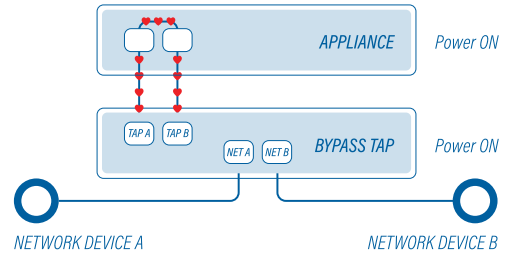 APPLIANCE
Power ON
TAP A
TAP B
NET A
NET B
BYPASS TAP
Power ON
NETWORK DEVICE A
NETWORK DEVICE B